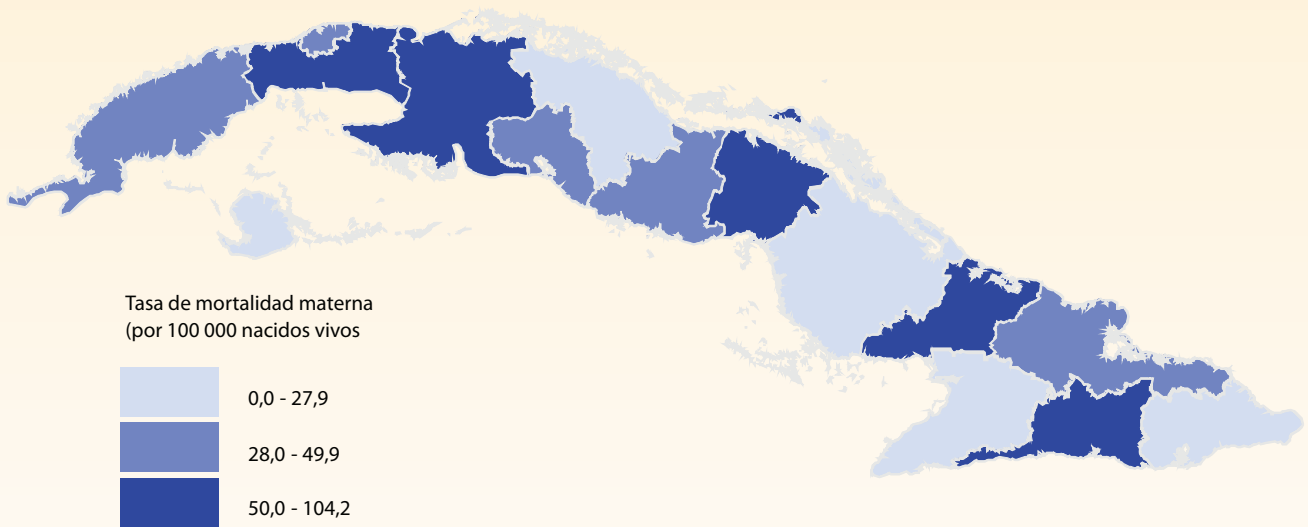 Tasa de mortalidad materna
(por 100 000 nacidos vivos
0,0 - 27,9
28,0 - 49,9
50,0 - 104,2